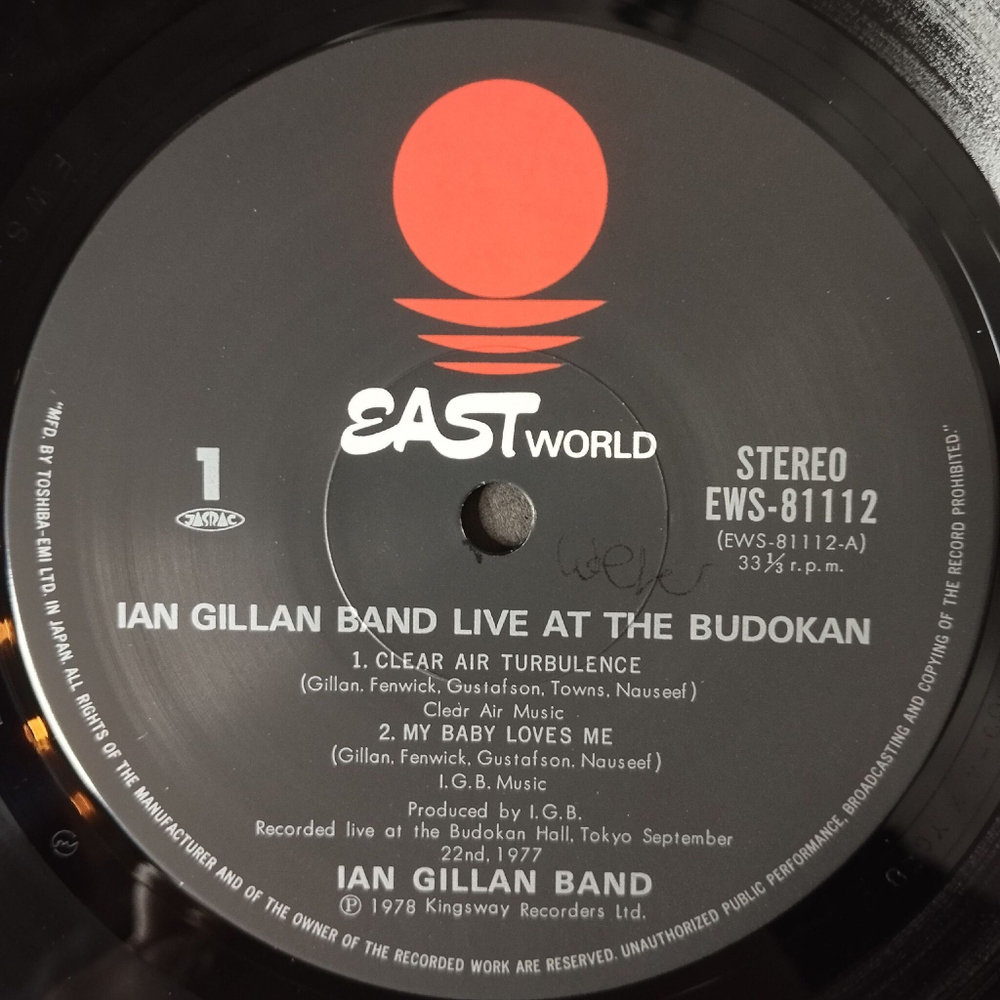 EAST WORLD
1
JASRAC
STEREO
EWS-81112
(EWS-81112-A)
33 1/3 r.p.m.
IAN GILLAN BAND LIVE AT THE BUDOKAN
1. CLEAR AIR TURBULENCE
(Gillan, Fenwick, Gustafson, Towns, Nauseef)
Clear Air Music
2. MY BABY LOVES ME
(Gillan, Fenwick, Gustafson, Nauseef)
I.G.B. Music
Produced by I.G.B.
Recorded live at the Budokan Hall, Tokyo September
22nd, 1977
IAN GILLAN BAND
Ⓟ 1978 Kingsway Recorders Ltd.
"MFD. BY TOSHIBA-EMI LTD. IN JAPAN. ALL RIGHTS OF THE MANUFACTURER AND OF THE OWNER OF THE RECORDED WORK ARE RESERVED. UNAUTHORIZED PUBLIC PERFORMANCE, BROADCASTING AND COPYING OF THE RECORD PROHIBITED."